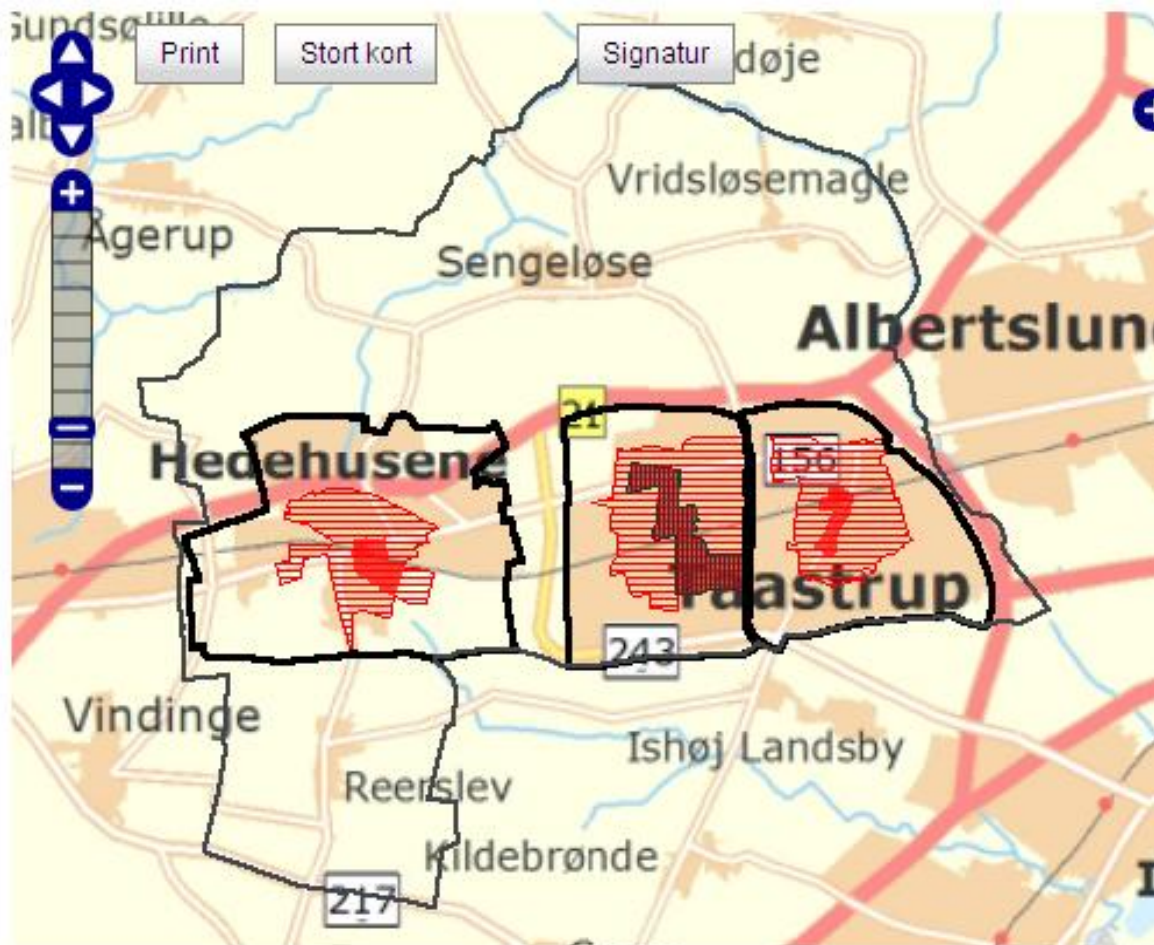 Print
Stort kort
Signatur
døje
Vridsløsemagle
Ågerup
Sengeløse
Albertslun
21
Hedehusene
156
Taastrup
243
Vindinge
Ishøj Landsby
Reerslev
Kildebrønde
217